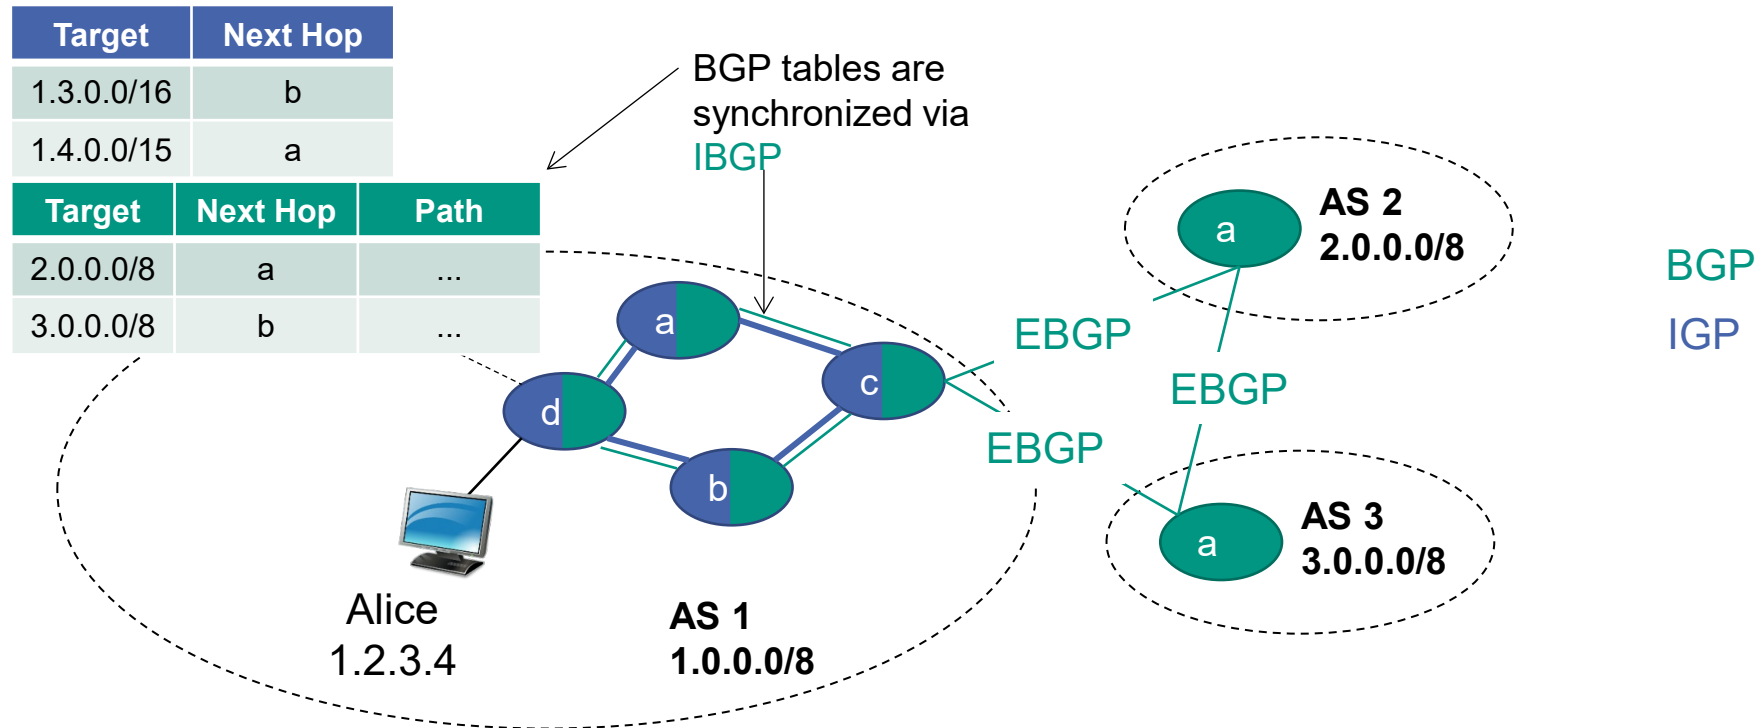 Target Next Hop
1.3.0.0/16 b
1.4.0.0/15 a
Target Next Hop Path
2.0.0.0/8 a ...
3.0.0.0/8 b ...
BGP tables are
synchronized via
IBGP
a
d
c
b
Alice
1.2.3.4
AS 1
1.0.0.0/8
EBGP
EBGP
EBGP
a
AS 2
2.0.0.0/8
a
AS 3
3.0.0.0/8
BGP
IGP